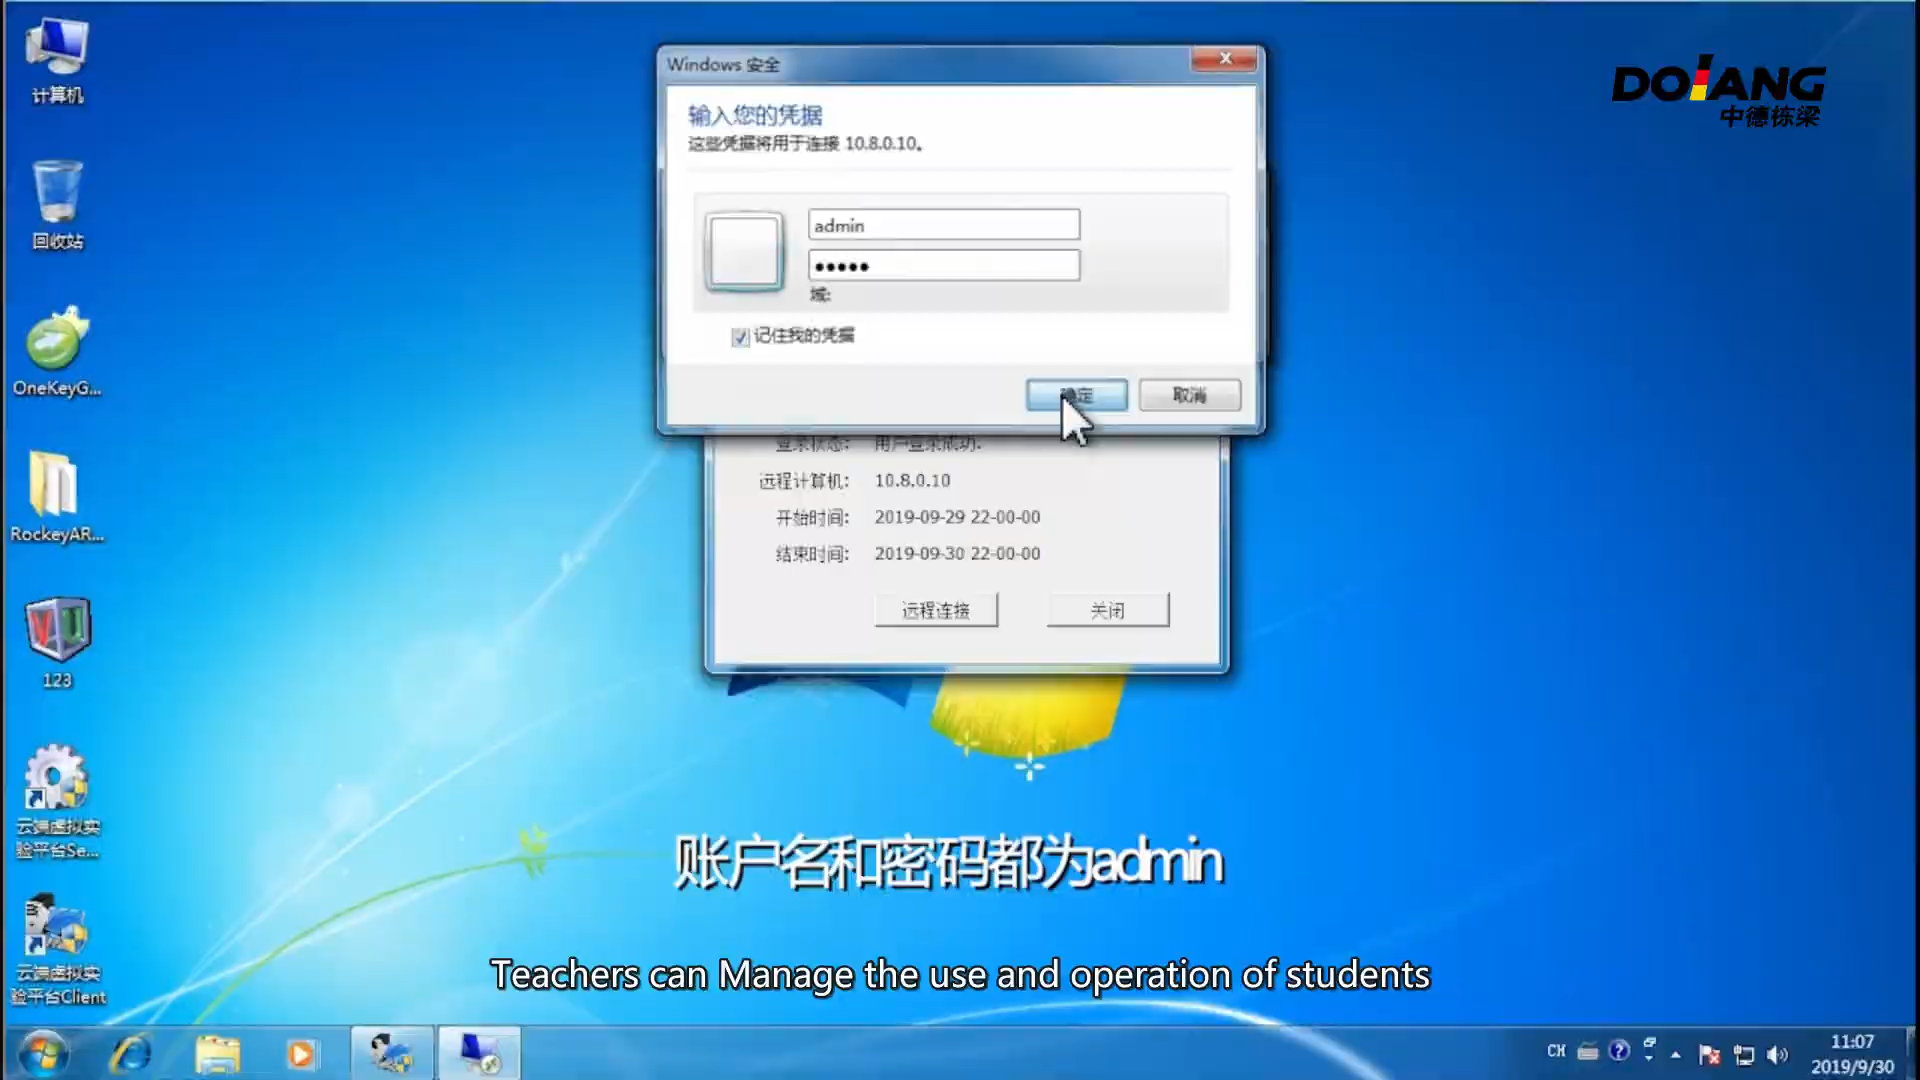 计算机
回收站
OneKeyG...
RockeyAR...
123
云端虚拟实
验平台Se...
云端虚拟实
验平台Client
Windows 安全
输入您的凭据
这些凭据将用于连接 10.8.0.10。
admin
●●●●●
域:
记住我的凭据
确定
取消
登录状态: 用户登录成功.
远程计算机: 10.8.0.10
开始时间: 2019-09-29 22-00-00
结束时间: 2019-09-30 22-00-00
远程连接
关闭
DOLANG
中德栋梁
账户名和密码都为admin
Teachers can Manage the use and operation of students
CH
11:07
2019/9/30